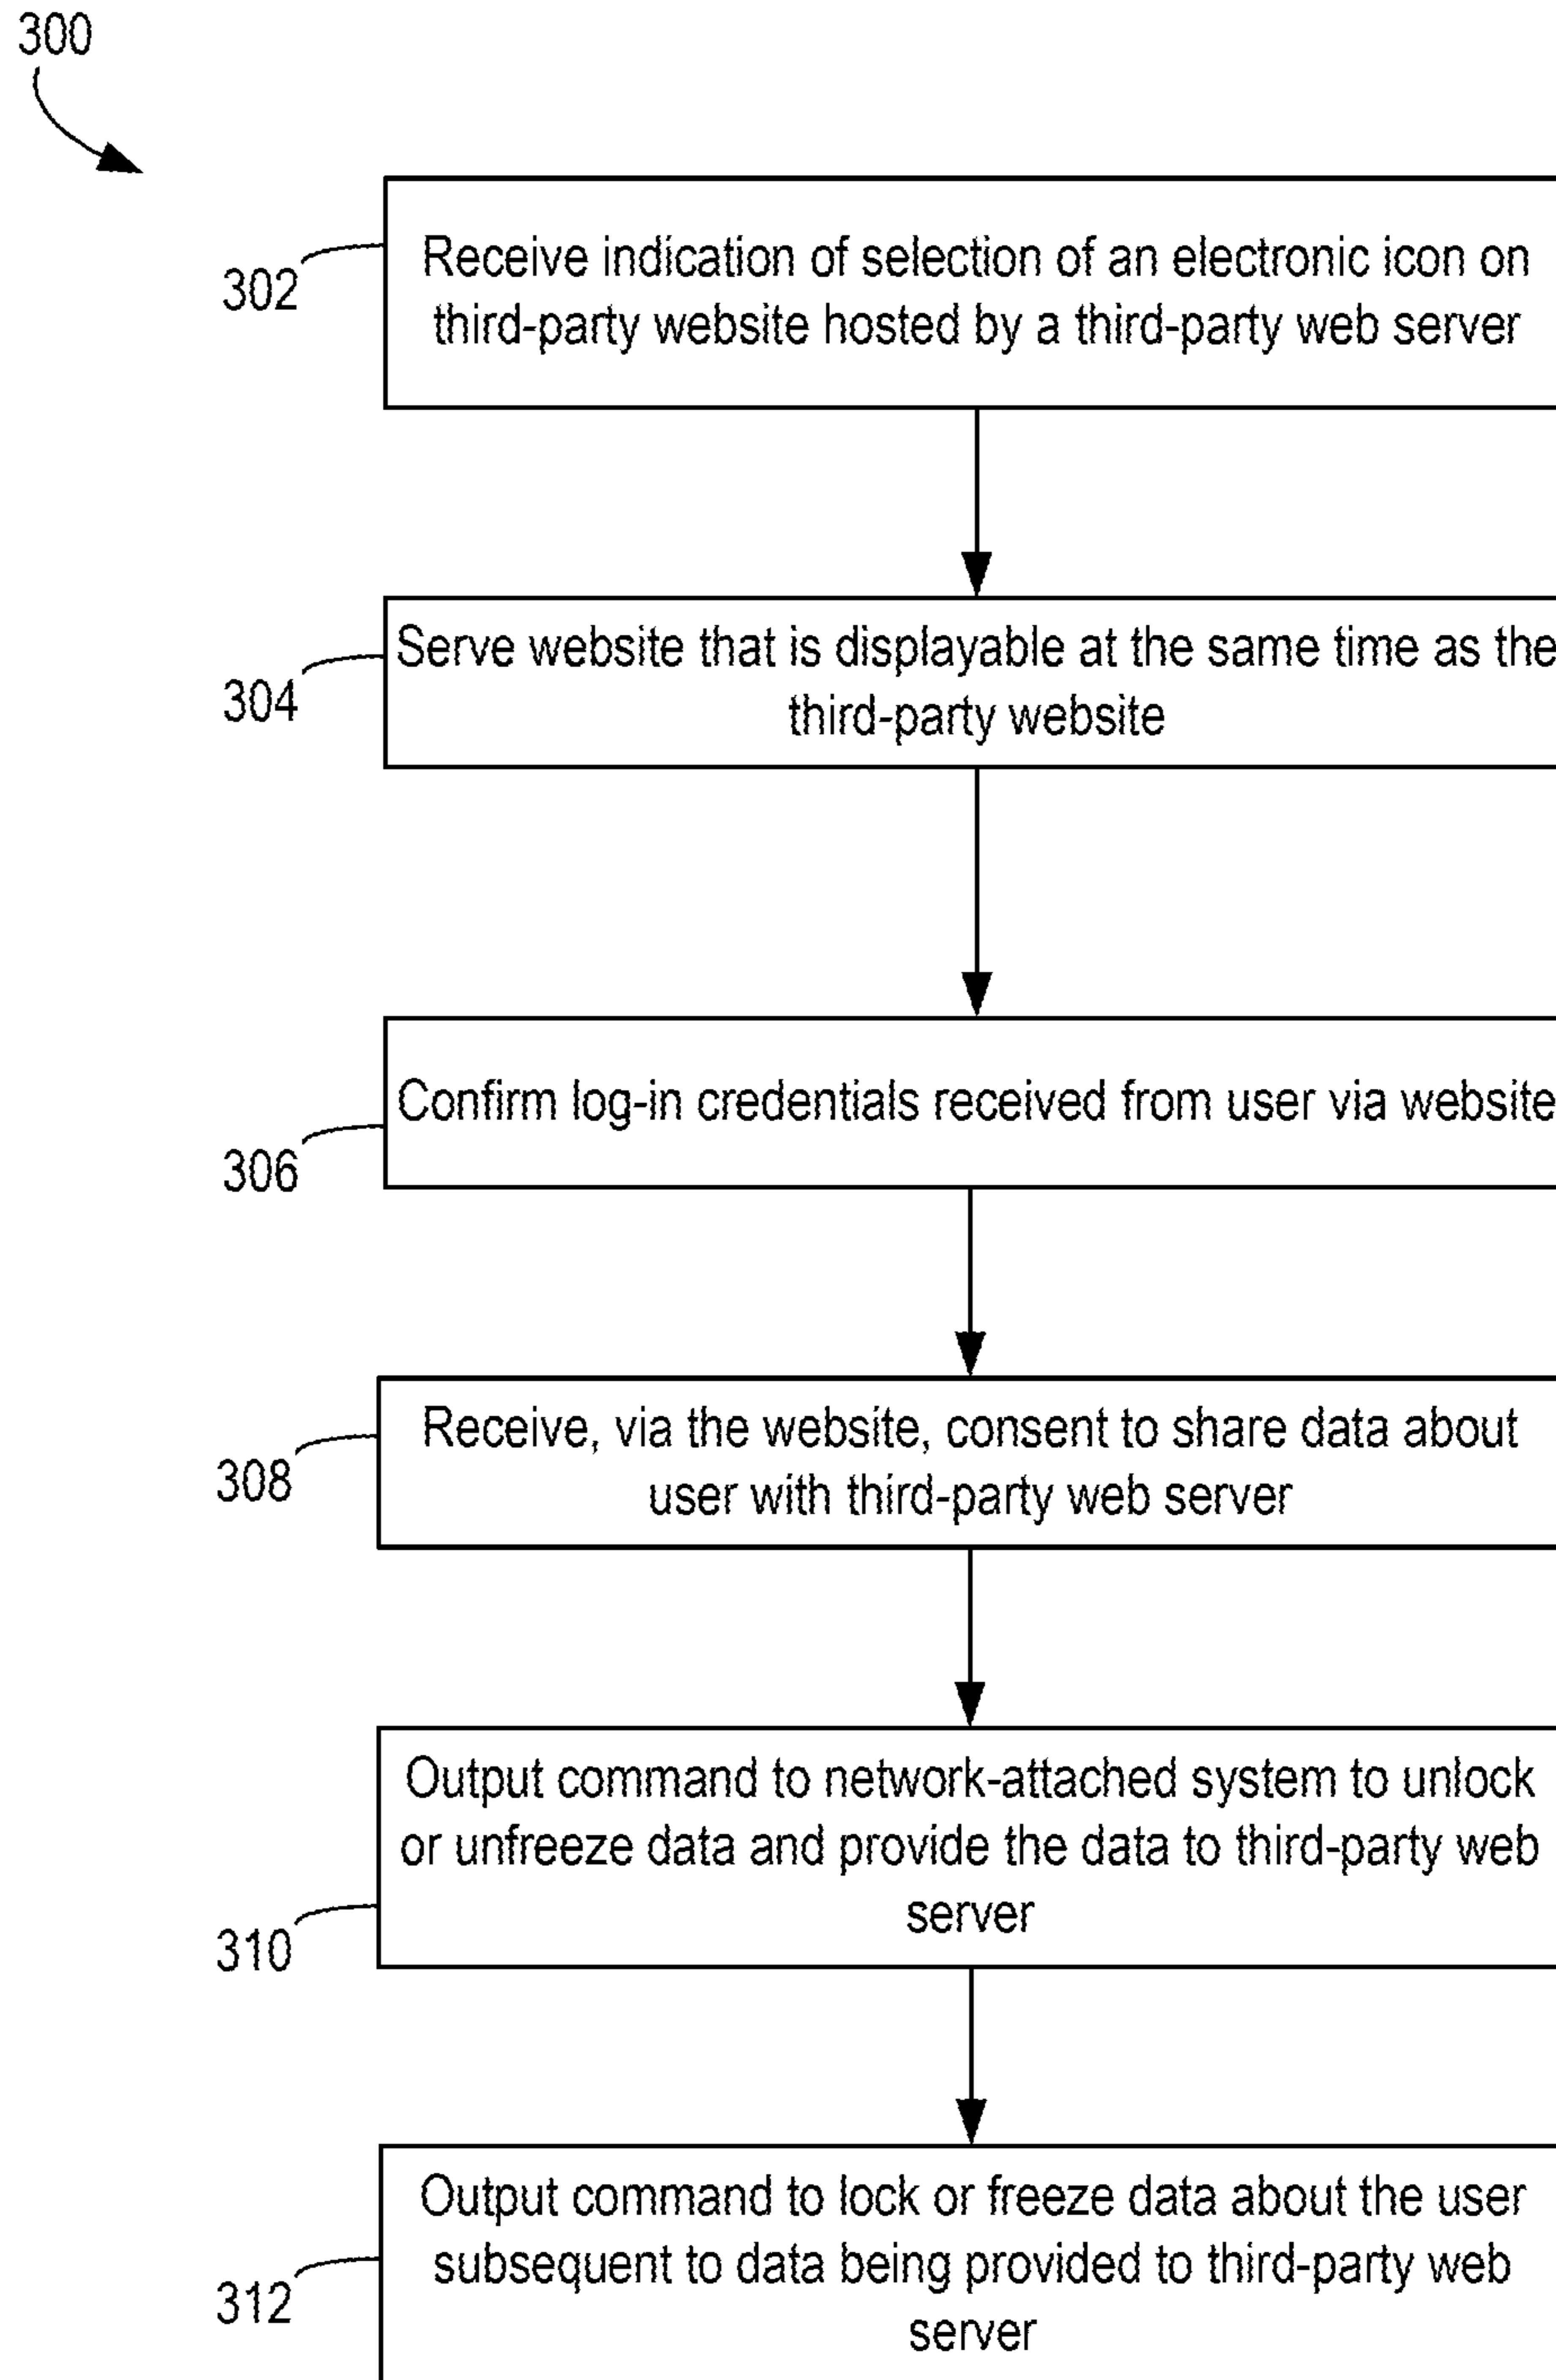 300
302
Receive indication of selection of an electronic icon on
third-party website hosted by a third-party web server
304
Serve website that is displayable at the same time as the
third-party website
306
Confirm log-in credentials received from user via website
308
Receive, via the website, consent to share data about
user with third-party web server
310
Output command to network-attached system to unlock
or unfreeze data and provide the data to third-party web
server
312
Output command to lock or freeze data about the user
subsequent to data being provided to third-party web
server